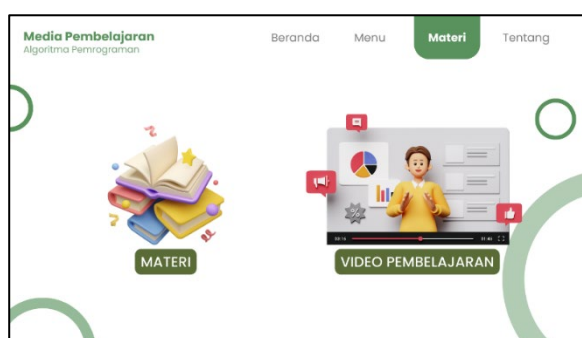 Media Pembelajaran
Algoritma Pemrograman
Beranda Menu Materi Tentang
MATERI
VIDEO PEMBELAJARAN